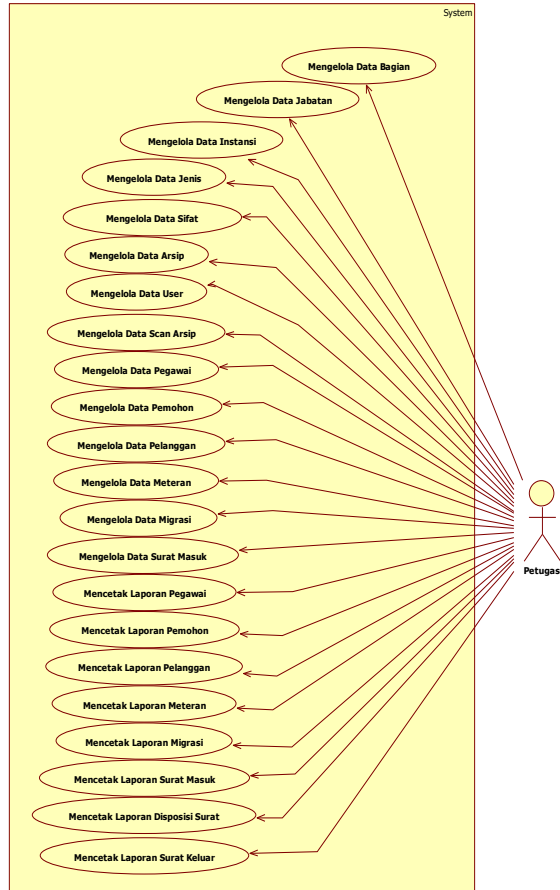 System
Mengelola Data Bagian
Mengelola Data Jabatan
Mengelola Data Instansi
Mengelola Data Jenis
Mengelola Data Sifat
Mengelola Data Arsip
Mengelola Data User
Mengelola Data Scan Arsip
Mengelola Data Pegawai
Mengelola Data Pemohon
Mengelola Data Pelanggan
Mengelola Data Meteran
Mengelola Data Migrasi
Mengelola Data Surat Masuk
Petugas
Mencetak Laporan Pegawai
Mencetak Laporan Pemohon
Mencetak Laporan Pelanggan
Mencetak Laporan Meteran
Mencetak Laporan Migrasi
Mencetak Laporan Surat Masuk
Mencetak Laporan Disposisi Surat
Mencetak Laporan Surat Keluar